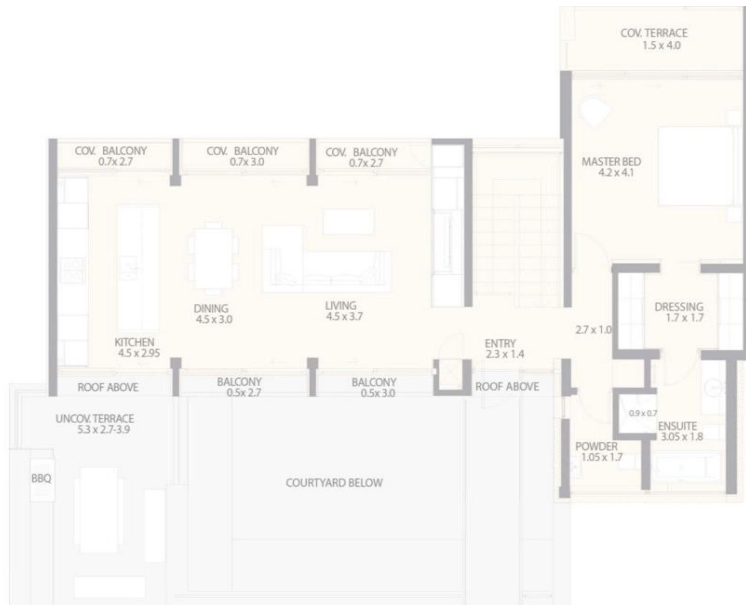 COV. TERRACE
1.5 x 4.0
COV. BALCONY
0.7x 2.7
COV. BALCONY
0.7x 3.0
COV. BALCONY
0.7x 2.7
MASTER BED
4.2 x 4.1
DINING
4.5 x 3.0
LIVING
4.5 x 3.7
DRESSING
1.7 x 1.7
KITCHEN
4.5 x 2.95
ENTRY
2.3 x 1.4
2.7 x 1.0
ROOF ABOVE
BALCONY
0.5x 2.7
BALCONY
0.5x 3.0
ROOF ABOVE
UNCOV. TERRACE
5.3 x 2.7-3.9
0.9 x 0.7
ENSUITE
3.05 x 1.8
POWDER
1.05 x 1.7
BBQ
COURTYARD BELOW